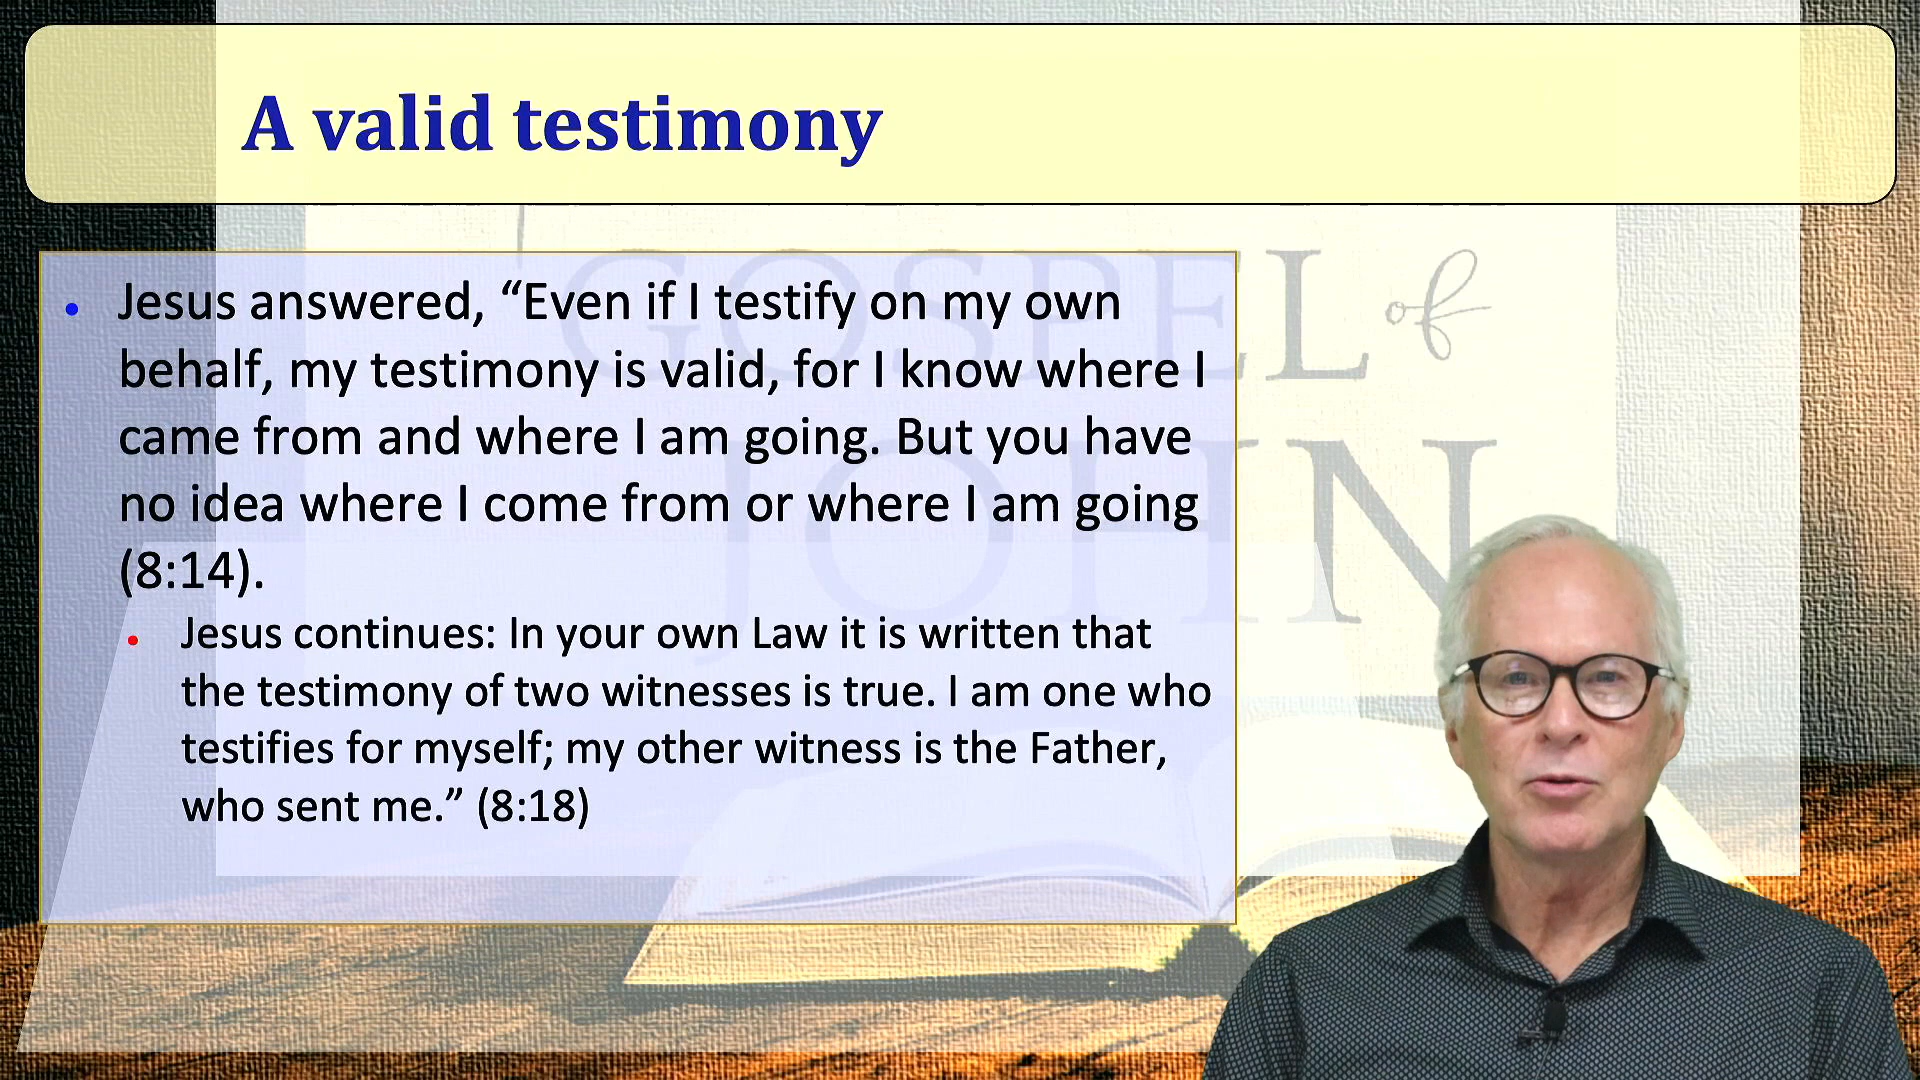 A valid testimony
GOSPEL of
JOHN
• Jesus answered, “Even if I testify on my own
behalf, my testimony is valid, for I know where I
came from and where I am going. But you have
no idea where I come from or where I am going
(8:14).
• Jesus continues: In your own Law it is written that
the testimony of two witnesses is true. I am one who
testifies for myself; my other witness is the Father,
who sent me.” (8:18)